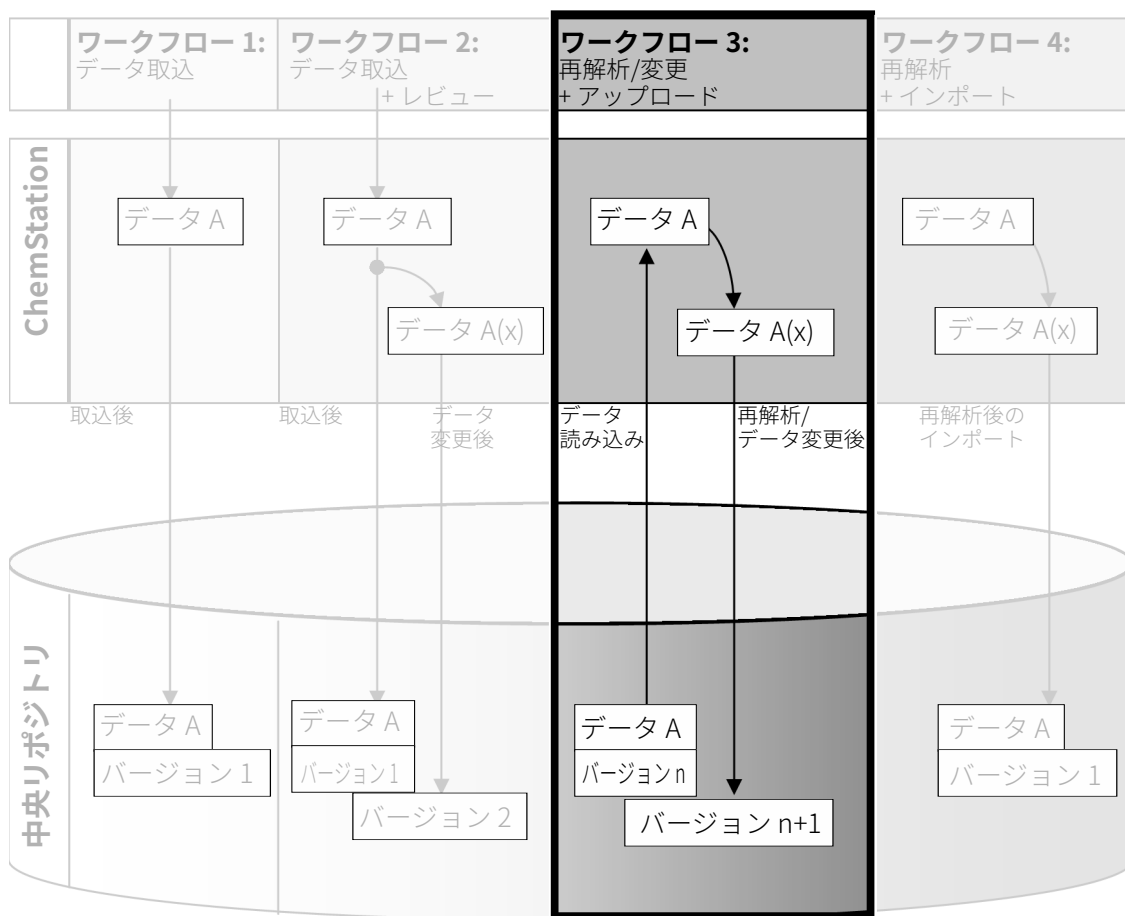 ワークフロー 1:
データ取込
ワークフロー 2:
データ取込
+ レビュー
ワークフロー 3:
再解析/変更
+ アップロード
ワークフロー 4:
再解析
+ インポート
ChemStation
データ A
データ A
データ A(x)
データ A
データ A(x)
データ A
データ A(x)
取込後
取込後
データ
変更後
データ
読み込み
再解析/
データ変更後
再解析後の
インポート
中央リポジトリ
データ A
バージョン 1
データ A
バージョン 1
バージョン 2
データ A
バージョン n
バージョン n+1
データ A
バージョン 1